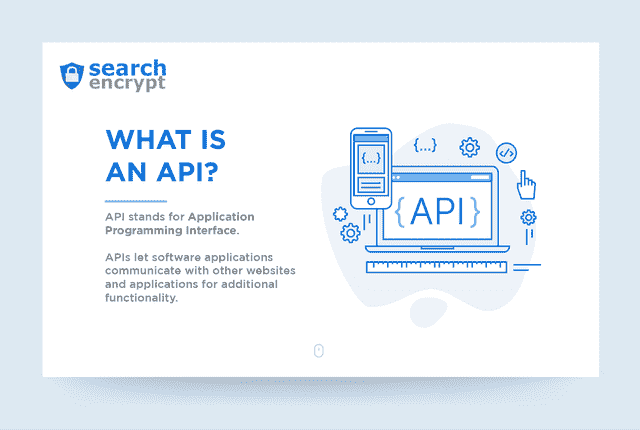 search
encrypt
WHAT IS
AN API?
API stands for Application
Programming Interface.
APIs let software applications
communicate with other websites
and applications for additional
functionality.
{...}
{...}
</>
{API}